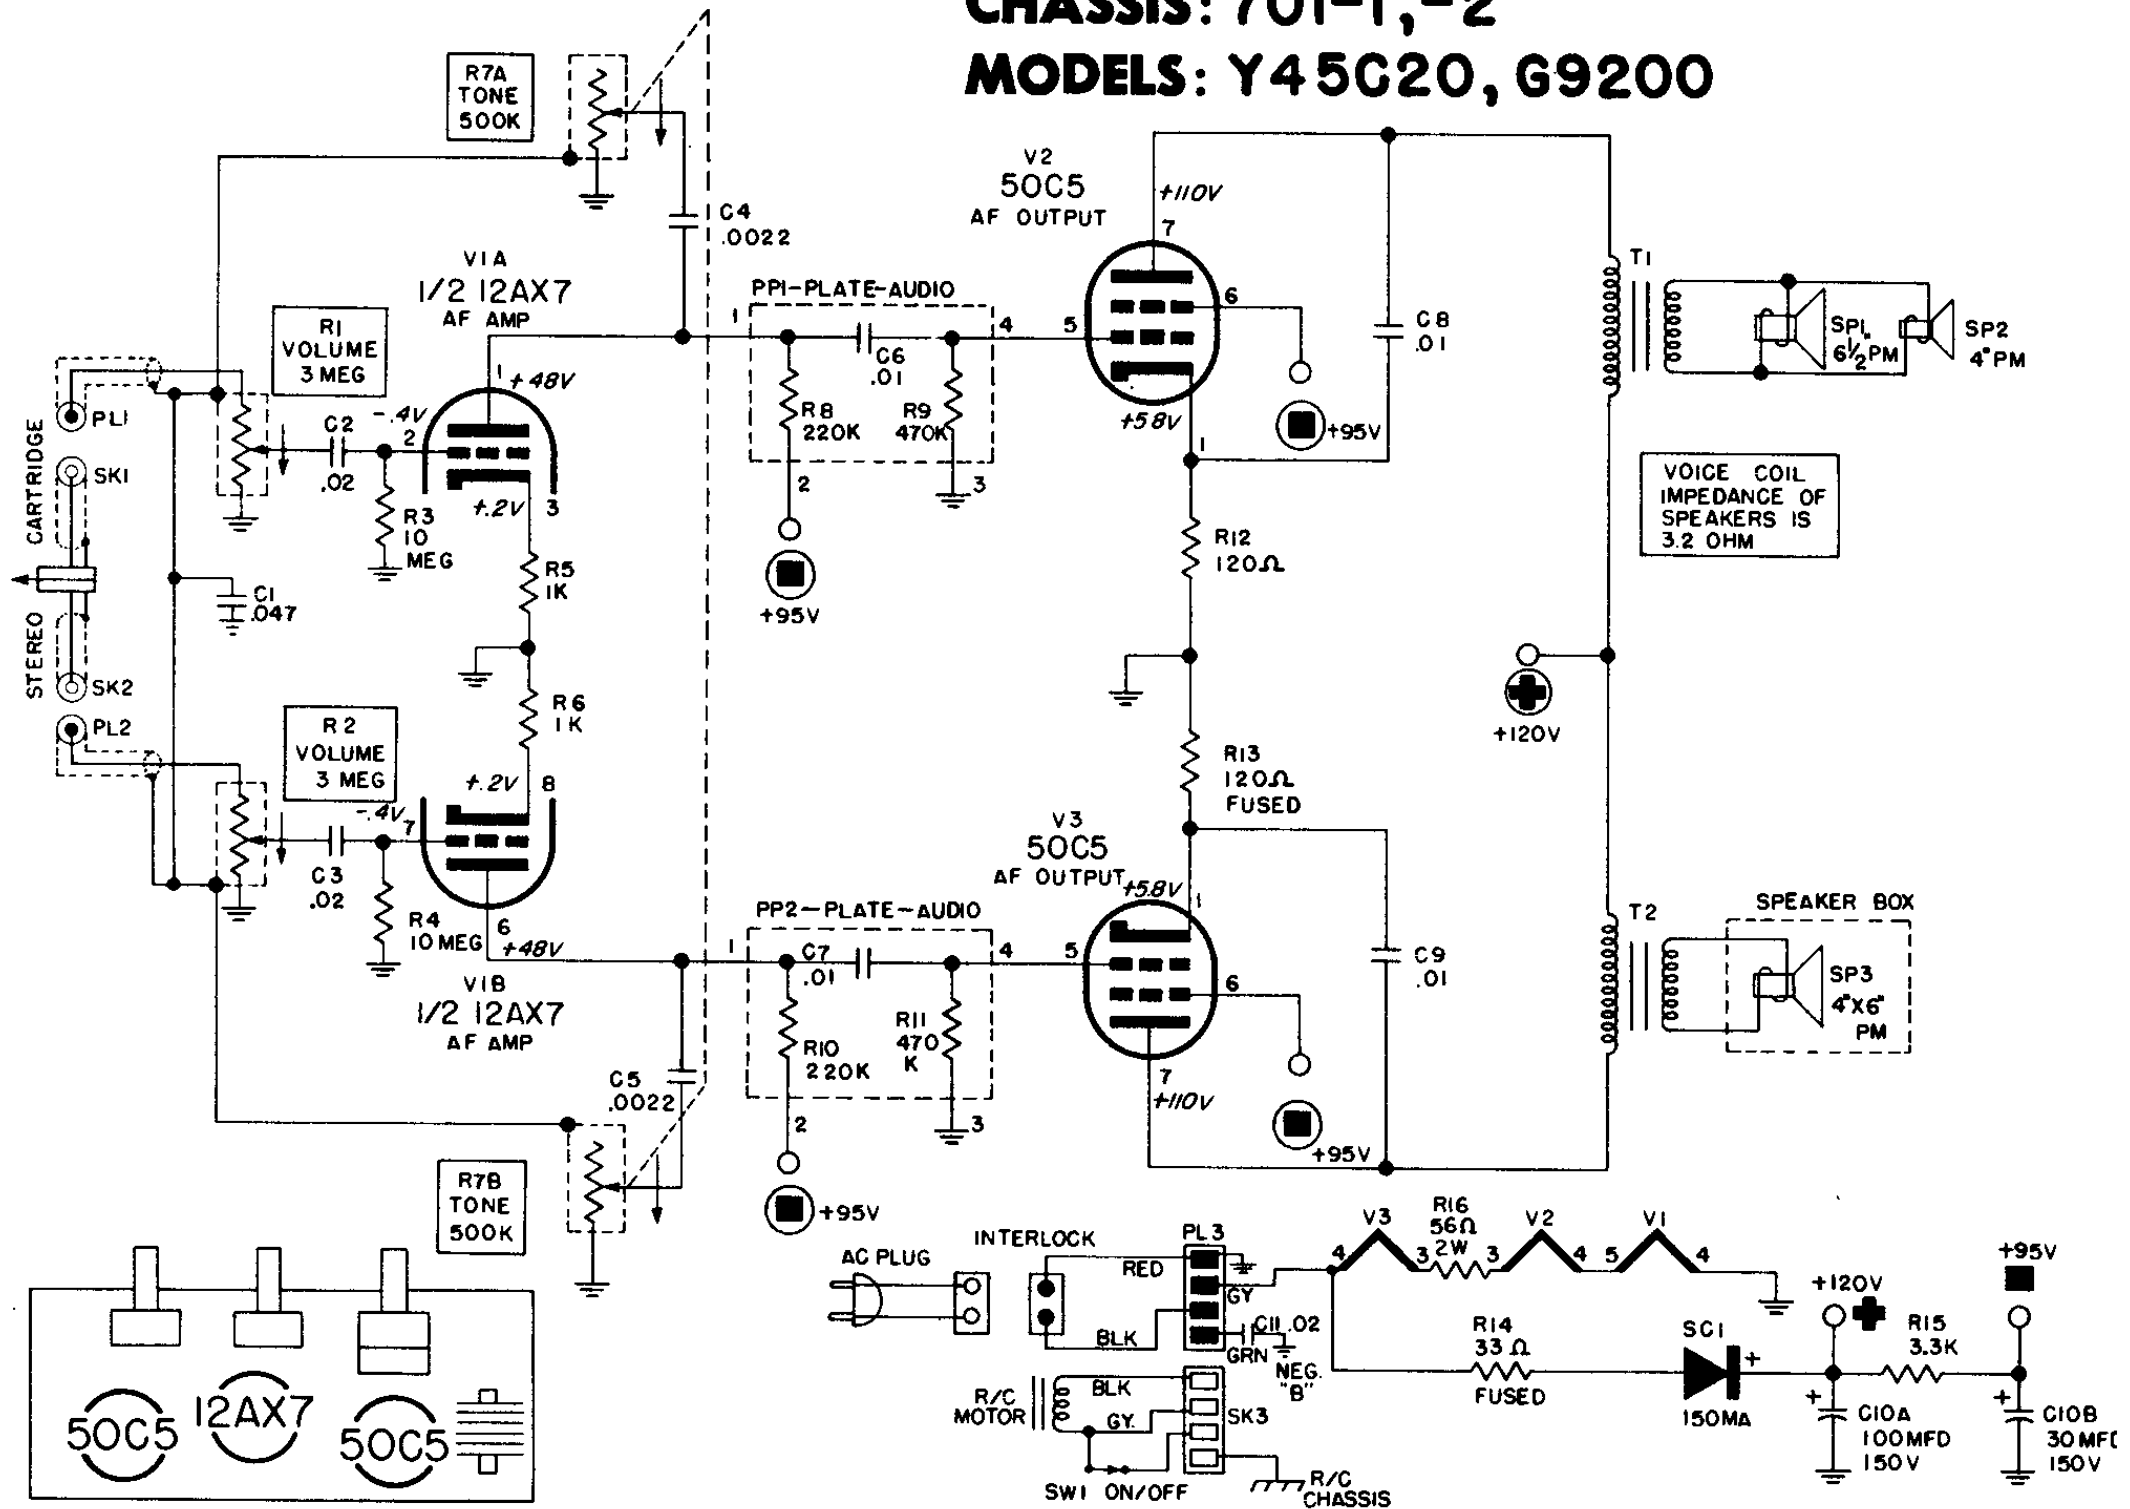 CHASSIS: 701-1,-2
MODELS: Y45C20, G9200
R7A
TONE
500K
C4
.0022
V1A
1/2 12AX7
AF AMP
R1
VOLUME
3 MEG
PL1
SK1
CARTRIDGE
STEREO
SK2
PL2
C1
.047
C2
.02
-.4V
2
1
+48V
+.2V
3
R3
10
MEG
R5
1K
R6
1K
R2
VOLUME
3 MEG
-.4V
7
+.2V
8
C3
.02
R4
10 MEG
6
+48V
V1B
1/2 12AX7
AF AMP
C5
.0022
R7B
TONE
500K
PP1-PLATE-AUDIO
1
C6
.01
R8
220K
R9
470K
4
2
3
+95V
V2
50C5
AF OUTPUT
+110V
7
5
6
+5.8V
1
+95V
C8
.01
T1
SP1
6½"PM
SP2
4"PM
VOICE COIL
IMPEDANCE OF
SPEAKERS IS
3.2 OHM
R12
120Ω
+120V
R13
120Ω
FUSED
V3
50C5
AF OUTPUT
+5.8V
1
5
6
7
+110V
+95V
PP2-PLATE-AUDIO
1
C7
.01
R10
220K
R11
470
K
4
2
3
+95V
C9
.01
T2
SPEAKER BOX
SP3
4"X6"
PM
AC PLUG
INTERLOCK
PL3
RED
GY
BLK
GRN
C11 .02
NEG.
"B"
R/C
MOTOR
BLK
GY.
SK3
SW1 ON/OFF
R/C
CHASSIS
V3
R16
56Ω
2W
V2
V1
4
3
3
4
5
4
R14
33Ω
FUSED
SC1
+
150MA
+120V
R15
3.3K
+95V
+
C10A
100MFD
150V
+
C10B
30MFD
150V
50C5
12AX7
50C5